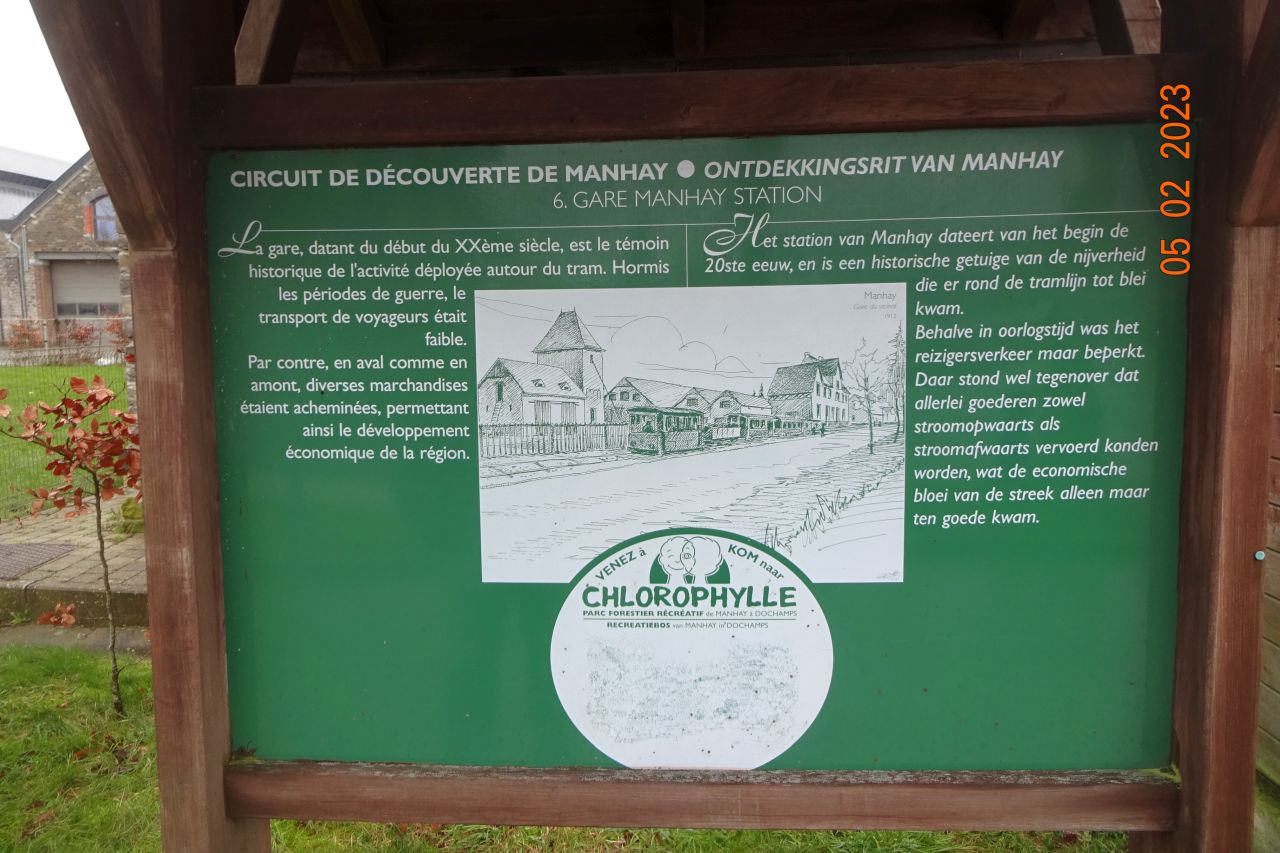 CIRCUIT DE DÉCOUVERTE DE MANHAY ● ONTDEKKINGSRIT VAN MANHAY
6. GARE MANHAY STATION
La gare, datant du début du XXème siècle, est le témoin
historique de l'activité déployée autour du tram. Hormis
les périodes de guerre, le
transport de voyageurs était
faible.
Par contre, en aval comme en
amont, diverses marchandises
étaient acheminées, permettant
ainsi le développement
économique de la région.
Het station van Manhay dateert van het begin de
20ste eeuw, en is een historische getuige van de nijverheid
die er rond de tramlijn tot blei
kwam.
Behalve in oorlogstijd was het
reizigersverkeer maar beperkt.
Daar stond wel tegenover dat
allerlei goederen zowel
stroomopwaarts als
stroomafwaarts vervoerd konden
worden, wat de economische
bloei van de streek alleen maar
ten goede kwam.
Manhay
Gare du vicinal
1912
VENEZ à KOM naar
CHLOROPHYLLE
PARC FORESTIER RÉCRÉATIF de MANHAY à DOCHAMPS
RECREATIEBOS van MANHAY in DOCHAMPS
05 02 2023